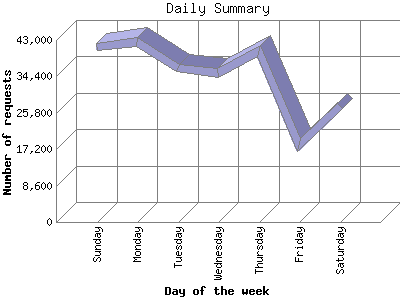 Daily Summary
Number of requests
43,000
34,400
25,800
17,200
8,600
0
Sunday
Monday
Tuesday
Wednesday
Thursday
Friday
Saturday
Day of the week